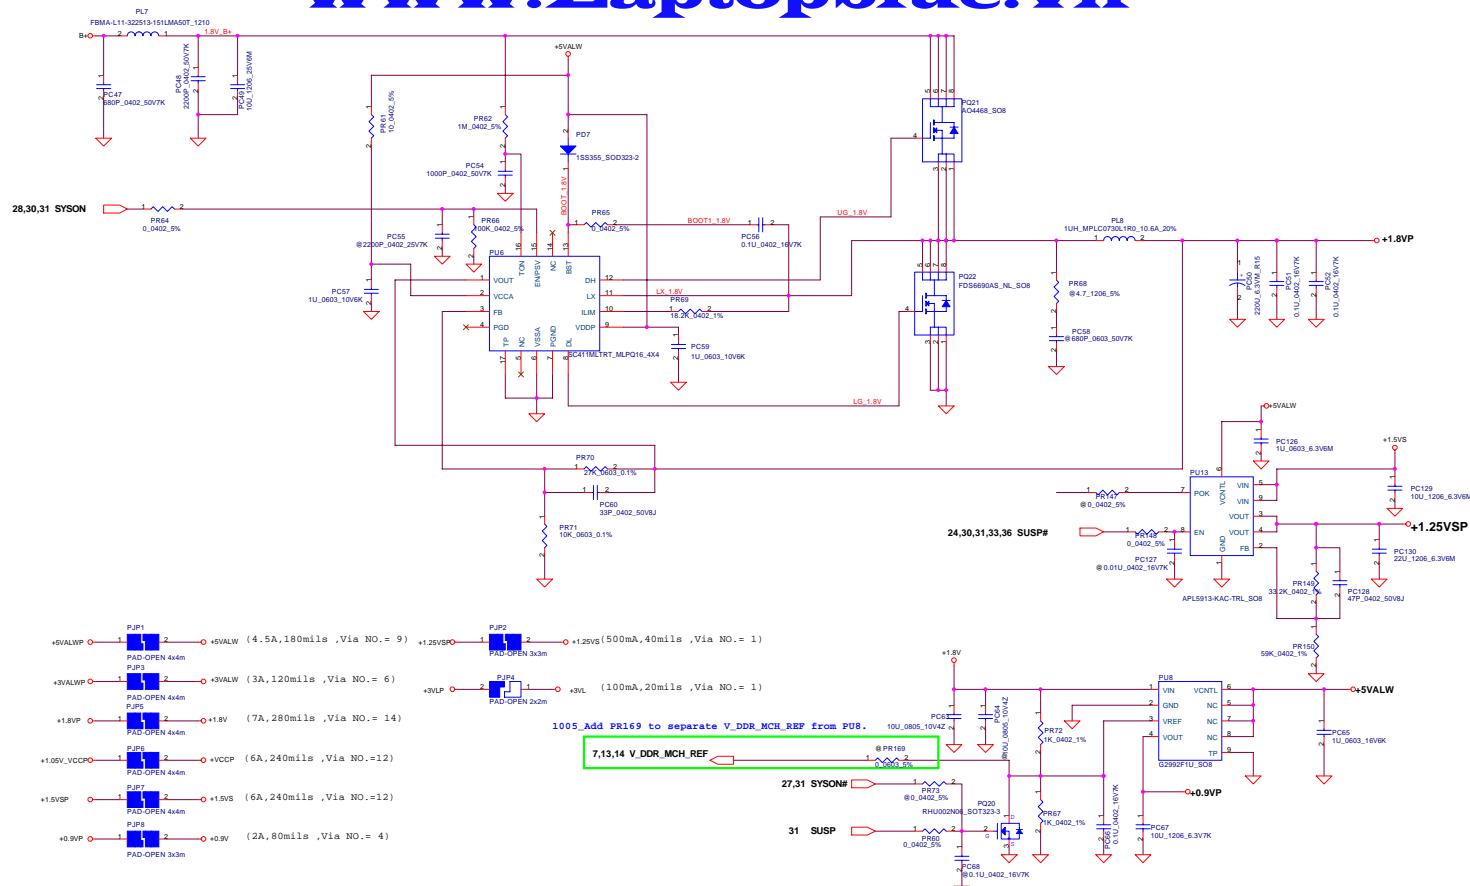 www.Laptopblue.vn
PL7
FBMA-L11-322513-151LMA50T_1210
B+
2
1
1.8V_B+
PC47
680P_0402_50V7K
PC48
2200P_0402_50V7K
PC49
10U_1206_25V6M
+5VALW
PR61
10_0402_5%
PR62
1M_0402_5%
PC54
1000P_0402_50V7K
PD7
1SS355_SOD323-2
BOOT_1.8V
PQ21
AO4468_SO8
28,30,31 SYSON
PR64
0_0402_5%
PC55
@2200P_0402_25V7K
PR66
100K_0402_5%
PR65
0_0402_5%
BOOT1_1.8V
PC56
0.1U_0402_16V7K
UG_1.8V
PL8
1UH_MPLC0730L1R0_10.6A_20%
+1.8VP
PU6
TON
EN/PSV
NC
BST
VOUT
VCCA
FB
PGD
DH
LX
ILIM
VDDP
TP
NC
VSSA
PGND
DL
SC411MLTRT_MLPQ16_4X4
PC57
1U_0603_10V6K
LX_1.8V
PR69
18.2K_0402_1%
PC59
1U_0603_10V6K
PQ22
FDS6690AS_NL_SO8
PR68
@4.7_1206_5%
PC58
@680P_0603_50V7K
PC50
220U_6.3VM_R15
PC51
0.1U_0402_16V7K
PC52
0.1U_0402_16V7K
LG_1.8V
PR70
27K_0603_0.1%
PC60
33P_0402_50V8J
PR71
10K_0603_0.1%
+5VALW
PC126
1U_0603_6.3V6M
+1.5VS
PC129
10U_1206_6.3V6M
PU13
POK
EN
VCNTL
GND
VIN
VIN
VOUT
VOUT
FB
APL5913-KAC-TRL_SO8
PR147
@0_0402_5%
24,30,31,33,36 SUSP#
PR148
0_0402_5%
PC127
@0.01U_0402_16V7K
+1.25VSP
PC130
22U_1206_6.3V6M
PR149
33.2K_0402_1%
PC128
47P_0402_50V8J
PR150
59K_0402_1%
PJP1
+5VALWP
+5VALW
(4.5A,180mils ,Via NO.= 9)
PAD-OPEN 4x4m
PJP2
+1.25VSP
+1.25VS
(500mA,40mils ,Via NO.= 1)
PAD-OPEN 3x3m
PJP3
+3VALWP
+3VALW
(3A,120mils ,Via NO.= 6)
PAD-OPEN 4x4m
PJP4
+3VLP
+3VL
(100mA,20mils ,Via NO.= 1)
PAD-OPEN 2x2m
PJP5
+1.8VP
+1.8V
(7A,280mils ,Via NO.= 14)
PAD-OPEN 4x4m
PJP6
+1.05V_VCCP
+VCCP
(6A,240mils ,Via NO.=12)
PAD-OPEN 4x4m
PJP7
+1.5VSP
+1.5VS
(6A,240mils ,Via NO.=12)
PAD-OPEN 4x4m
PJP8
+0.9VP
+0.9V
(2A,80mils ,Via NO.= 4)
PAD-OPEN 3x3m
1005_Add PR169 to separate V_DDR_MCH_REF from PU8.
7,13,14 V_DDR_MCH_REF
@PR169
0_0603_5%
27,31 SYSON#
PR73
@0_0402_5%
31 SUSP
PR60
0_0402_5%
PC68
@0.1U_0402_16V7K
PQ20
RHU002N06_SOT323-3
+1.8V
PC63
10U_0805_10V4Z
PC64
@10U_0805_10V4Z
PR72
1K_0402_1%
PR67
1K_0402_1%
PC66
0.1U_0402_16V7K
PU8
VIN
GND
VREF
VOUT
VCNTL
NC
NC
NC
TP
G2992F1U_SO8
+5VALW
PC65
1U_0603_16V6K
+0.9VP
PC67
10U_1206_6.3V7K